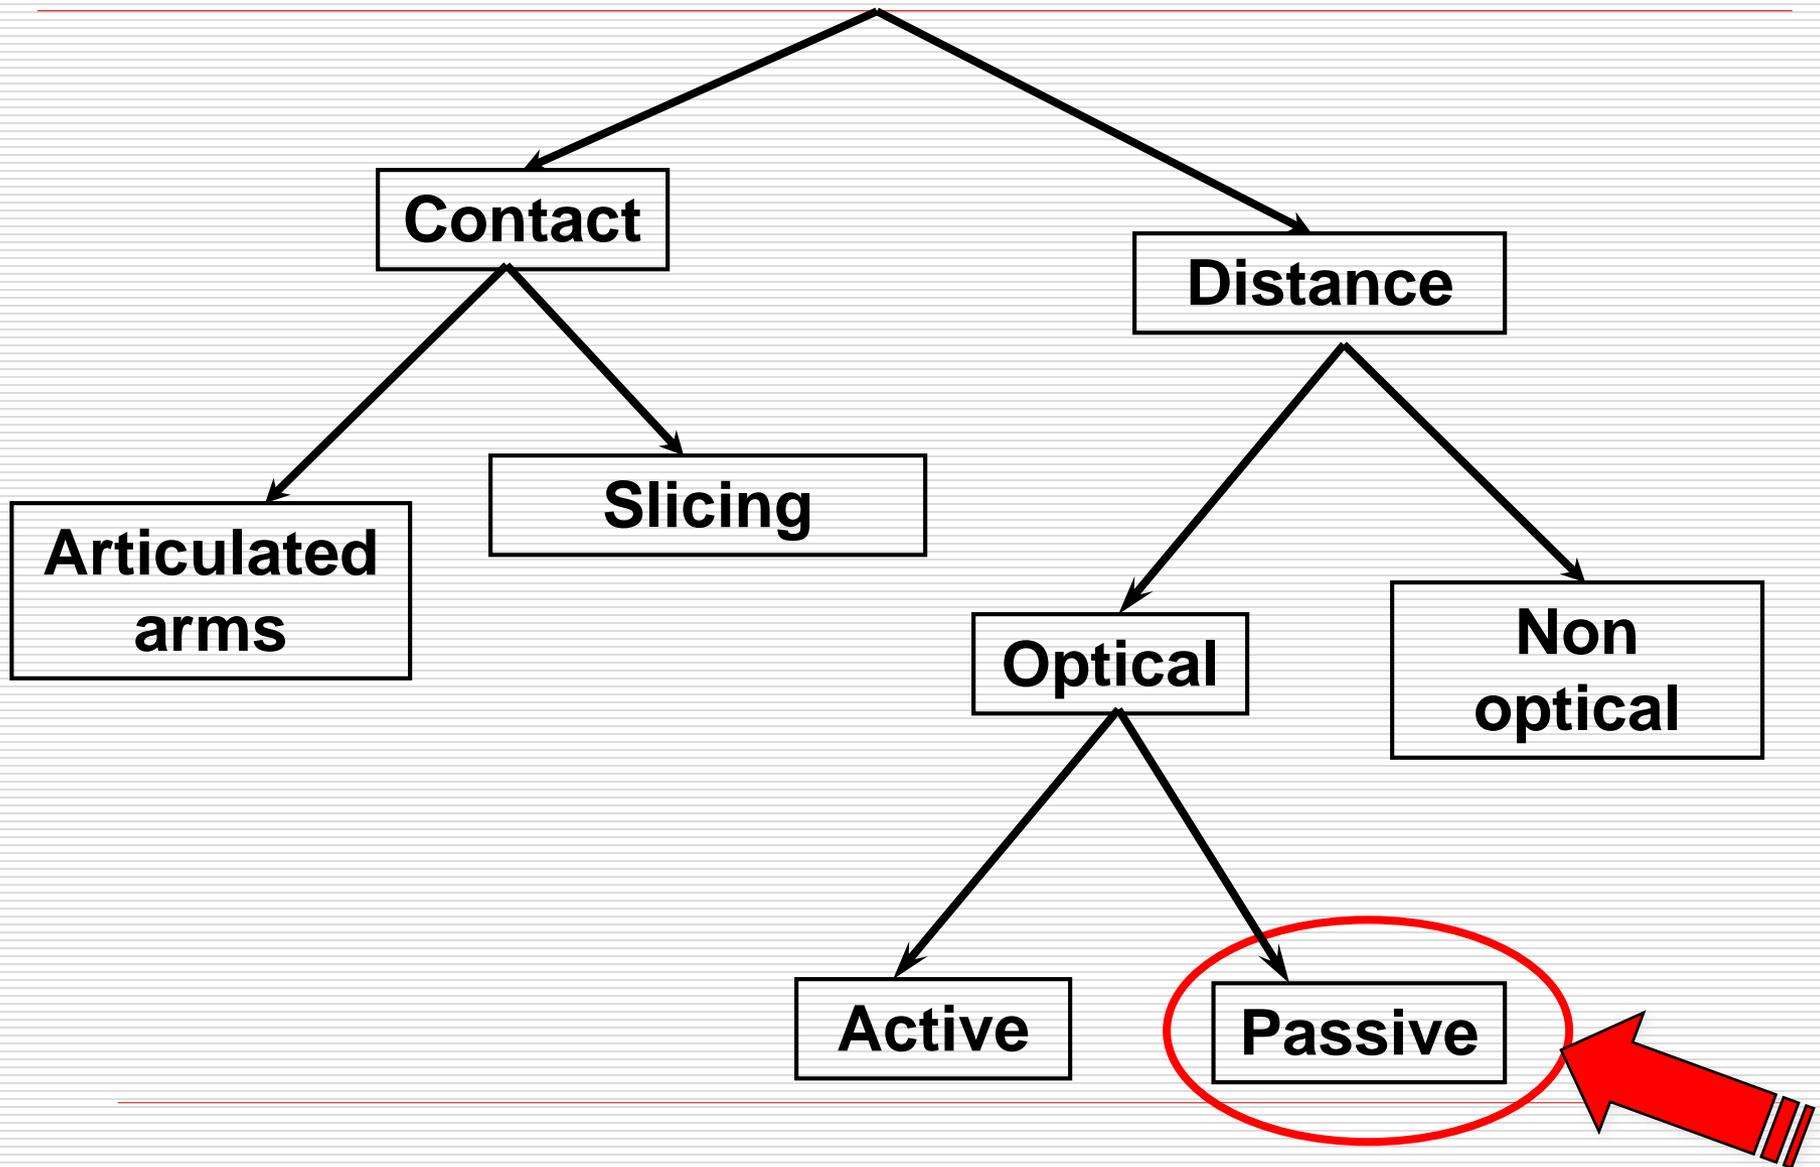 Contact
Distance
Slicing
Articulated
arms
Optical
Non
optical
Active
Passive